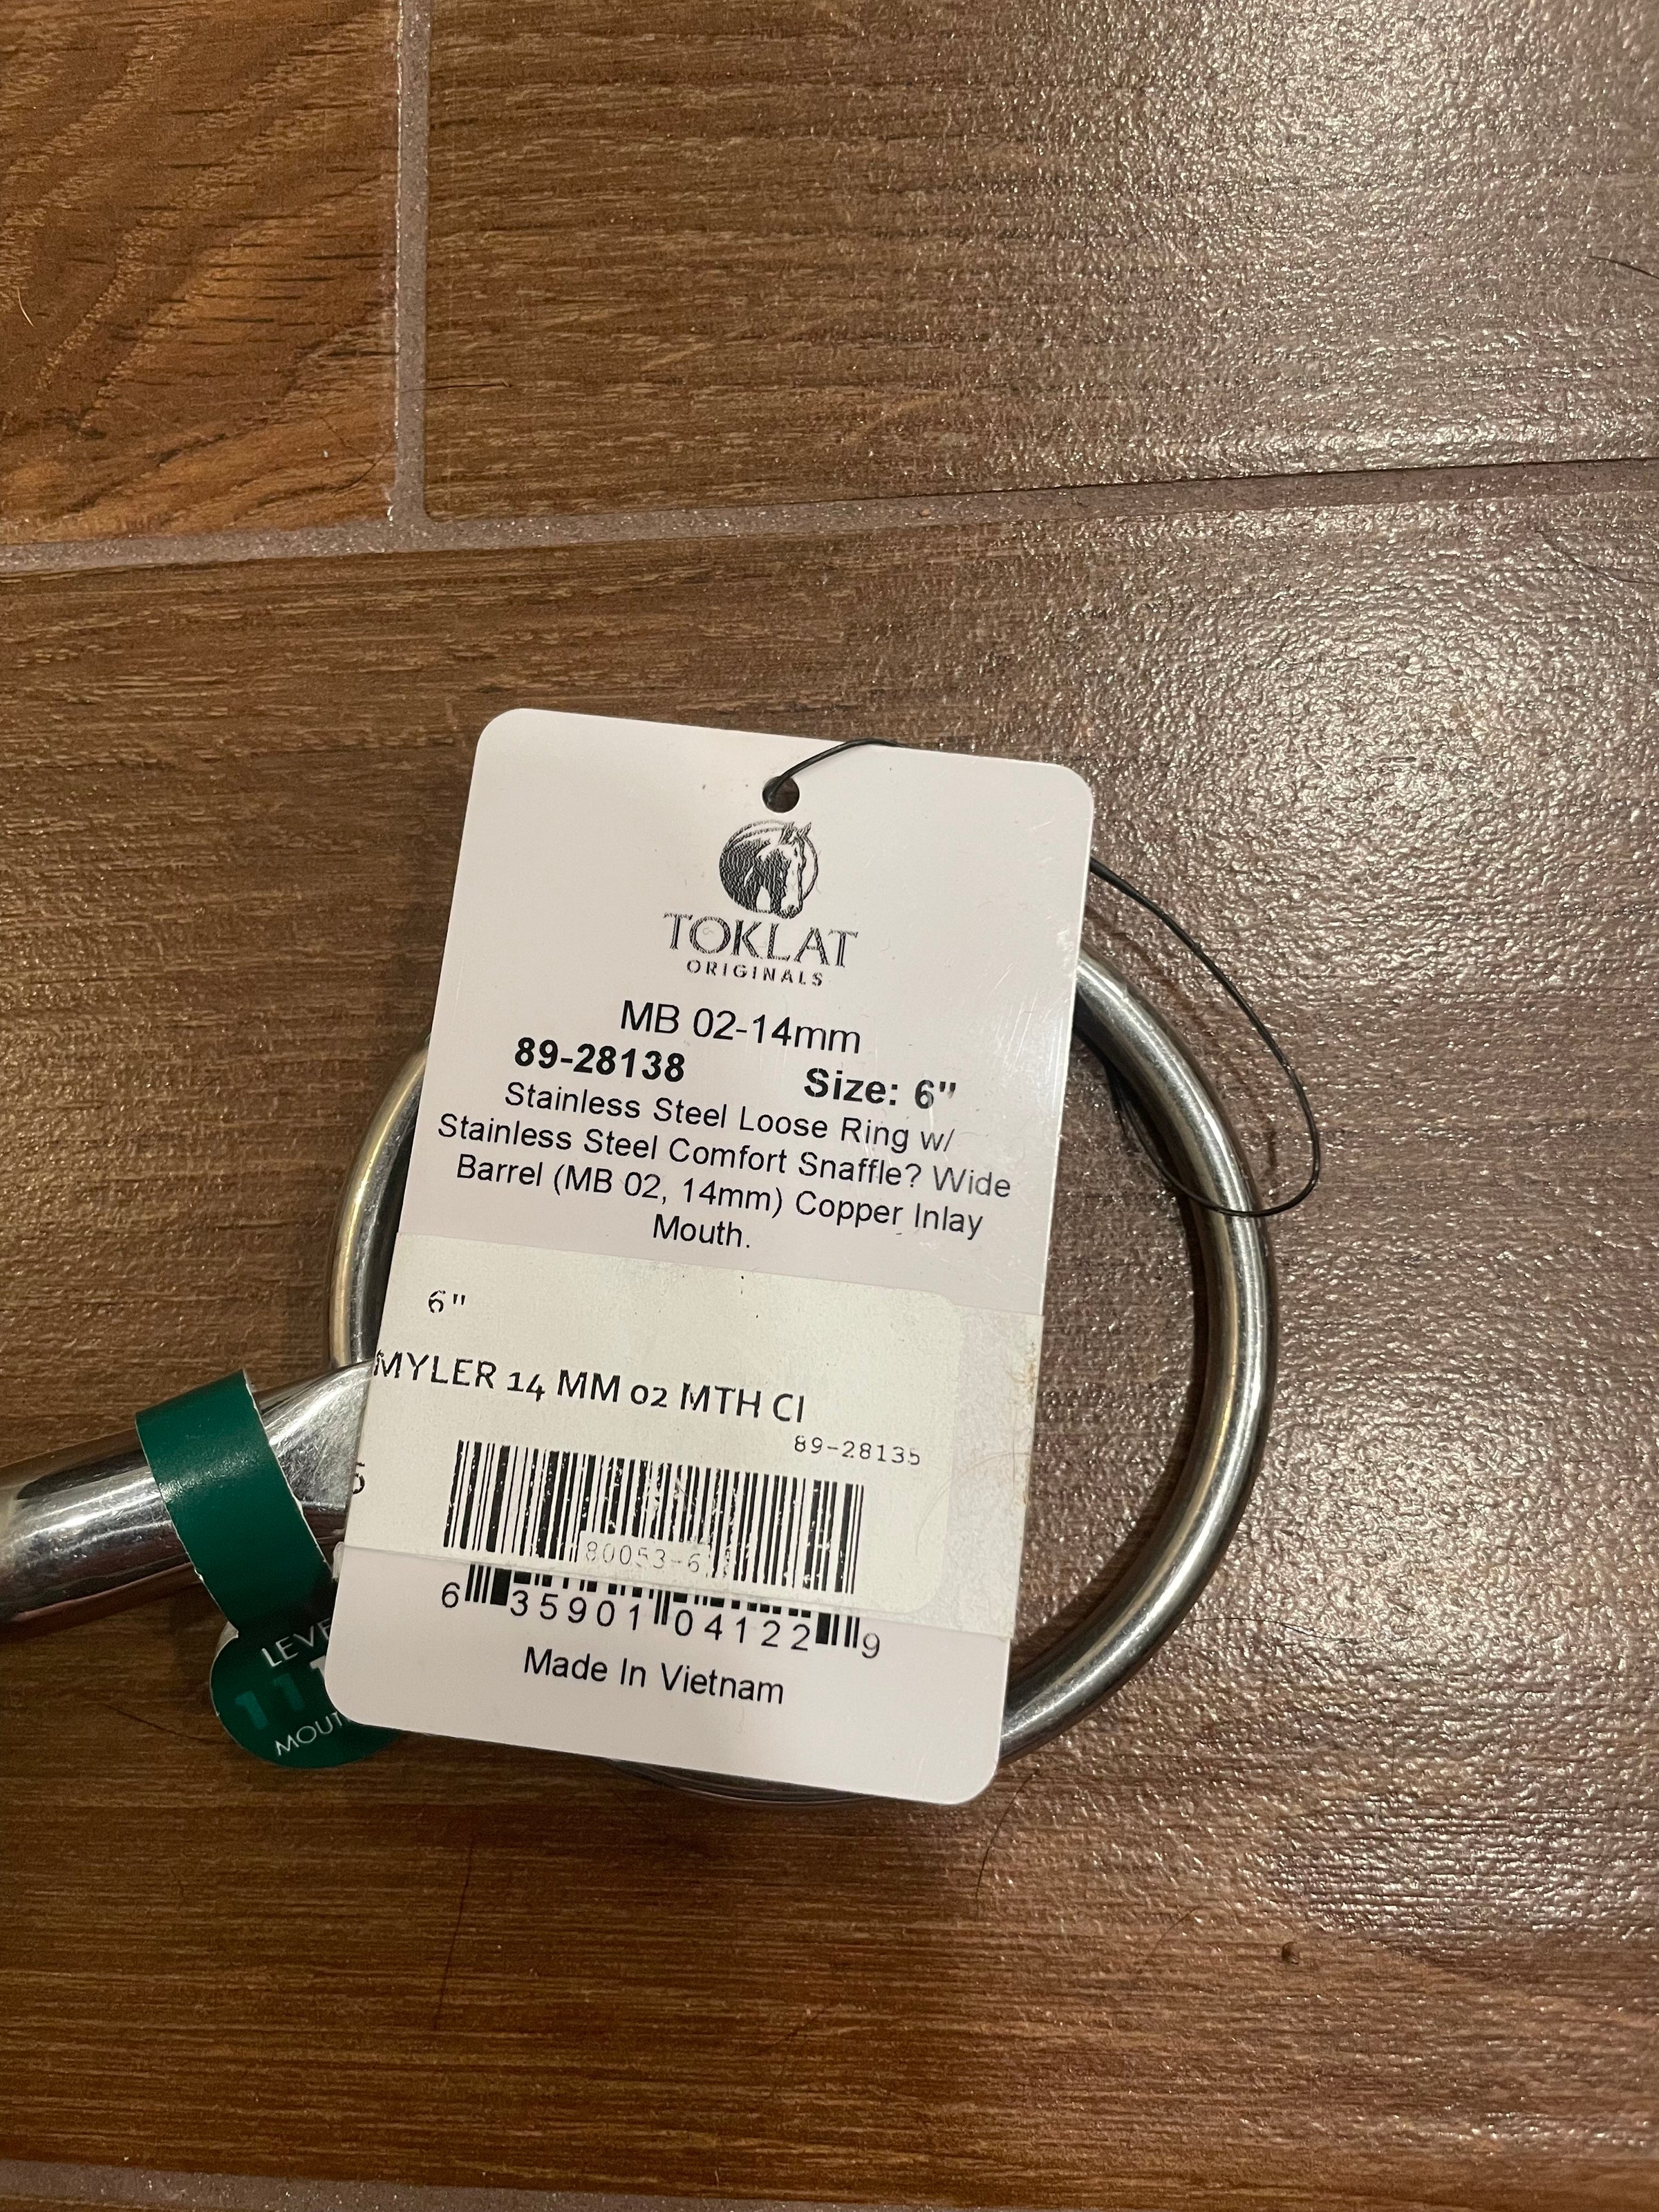 TOKLAT
ORIGINALS
MB 02-14mm
89-28138 Size: 6"
Stainless Steel Loose Ring w/
Stainless Steel Comfort Snaffle? Wide
Barrel (MB 02, 14mm) Copper Inlay
Mouth.
6"
MYLER 14 MM 02 MTH CI
89-28135
80053-6
6 35901 04122 9
Made In Vietnam